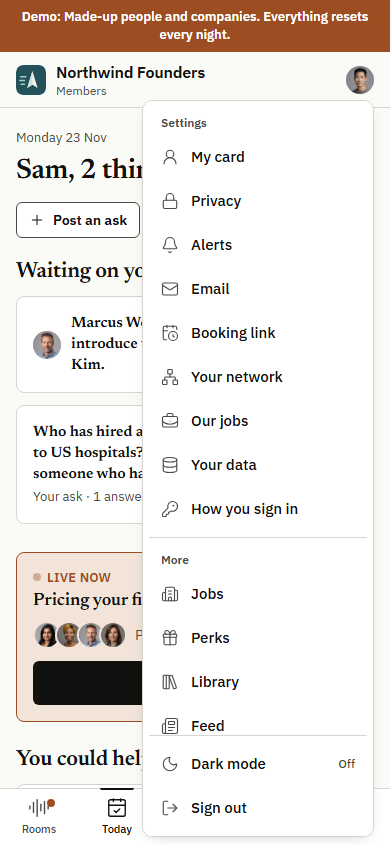 Demo: Made-up people and companies. Everything resets
every night.
Northwind Founders
Members
Monday 23 Nov
Sam, 2 thin
Post an ask
Waiting on yo
Marcus We
introduce
Kim.
Who has hired a
to US hospitals?
someone who ha
Your ask · 1 answe
LIVE NOW
Pricing your fi
P
You could help
Rooms
Today
Settings
My card
Privacy
Alerts
Email
Booking link
Your network
Our jobs
Your data
How you sign in
More
Jobs
Perks
Library
Feed
Dark mode
Off
Sign out